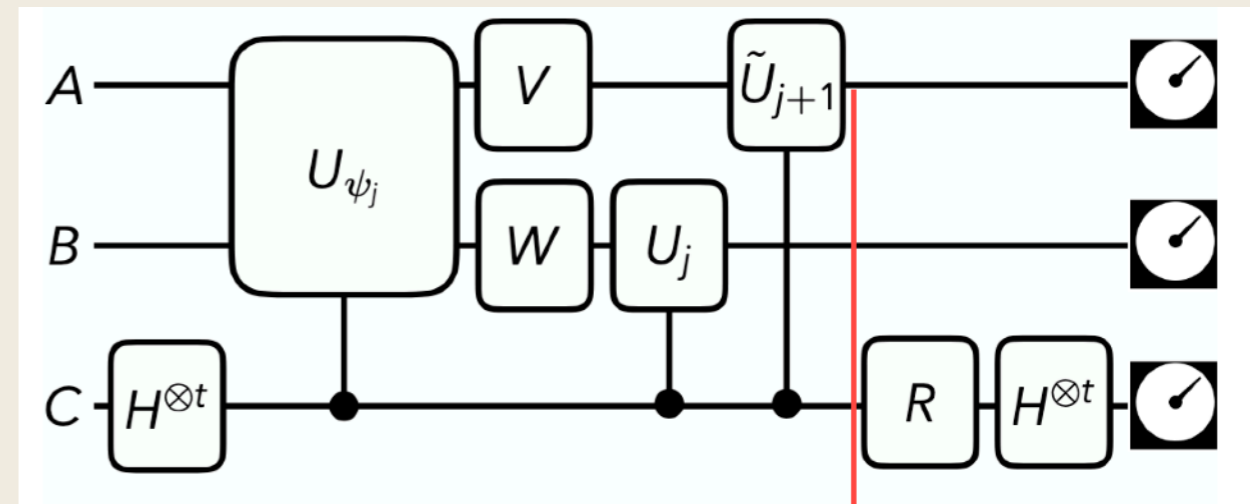 A U_{ψ_j} V Ũ_{j+1}
B W U_j
C H^{⊗t} R H^{⊗t}